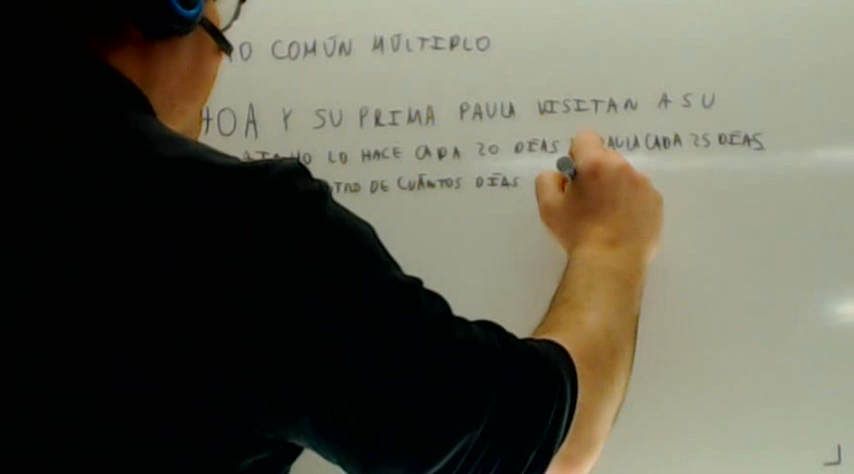 COMÚN MÚLTIPLO
Y SU PRIMA PAULA VISITAN A SU
LO HACE CADA 20 DÍAS PAULA CADA 25 DÍAS
DE CUÁNTOS DÍAS